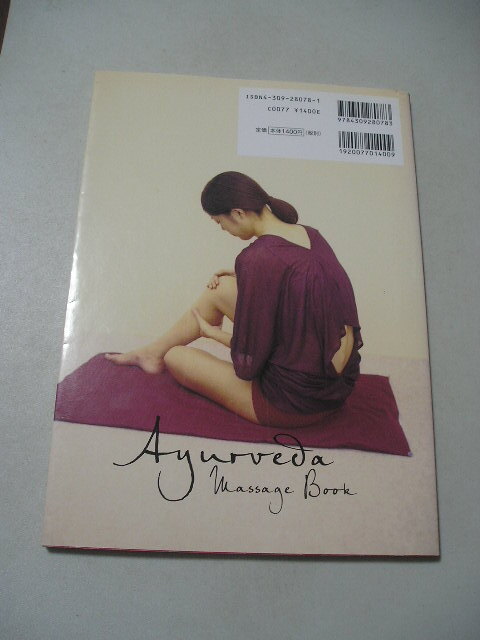 ISBN4-309-28078-1
C0077 ¥1400E
定価 本体1400円 (税別)
9784309280783
1920077014009
Ayurveda
Massage Book